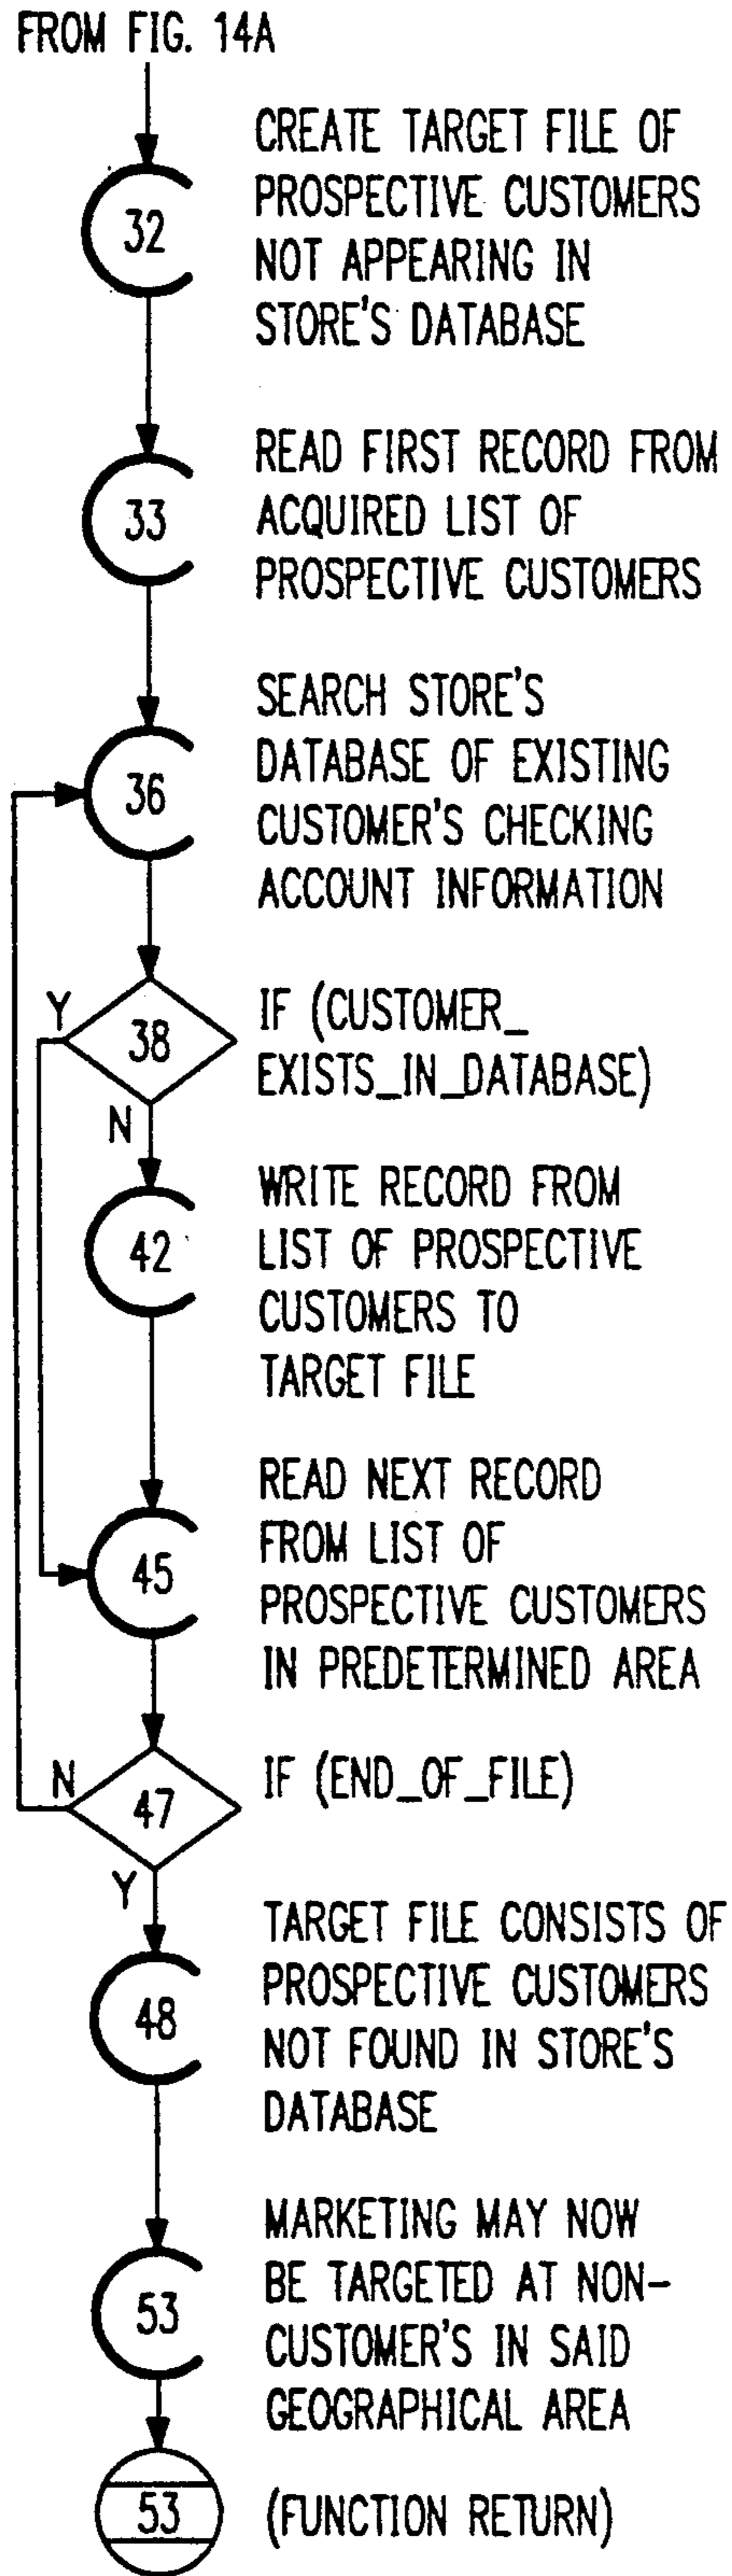 FROM FIG. 14A
32
CREATE TARGET FILE OF
PROSPECTIVE CUSTOMERS
NOT APPEARING IN
STORE'S DATABASE
33
READ FIRST RECORD FROM
ACQUIRED LIST OF
PROSPECTIVE CUSTOMERS
36
SEARCH STORE'S
DATABASE OF EXISTING
CUSTOMER'S CHECKING
ACCOUNT INFORMATION
Y
38
N
IF (CUSTOMER_
EXISTS_IN_DATABASE)
42
WRITE RECORD FROM
LIST OF PROSPECTIVE
CUSTOMERS TO
TARGET FILE
45
READ NEXT RECORD
FROM LIST OF
PROSPECTIVE CUSTOMERS
IN PREDETERMINED AREA
N
47
Y
IF (END_OF_FILE)
48
TARGET FILE CONSISTS OF
PROSPECTIVE CUSTOMERS
NOT FOUND IN STORE'S
DATABASE
53
MARKETING MAY NOW
BE TARGETED AT NON-
CUSTOMER'S IN SAID
GEOGRAPHICAL AREA
53
(FUNCTION RETURN)